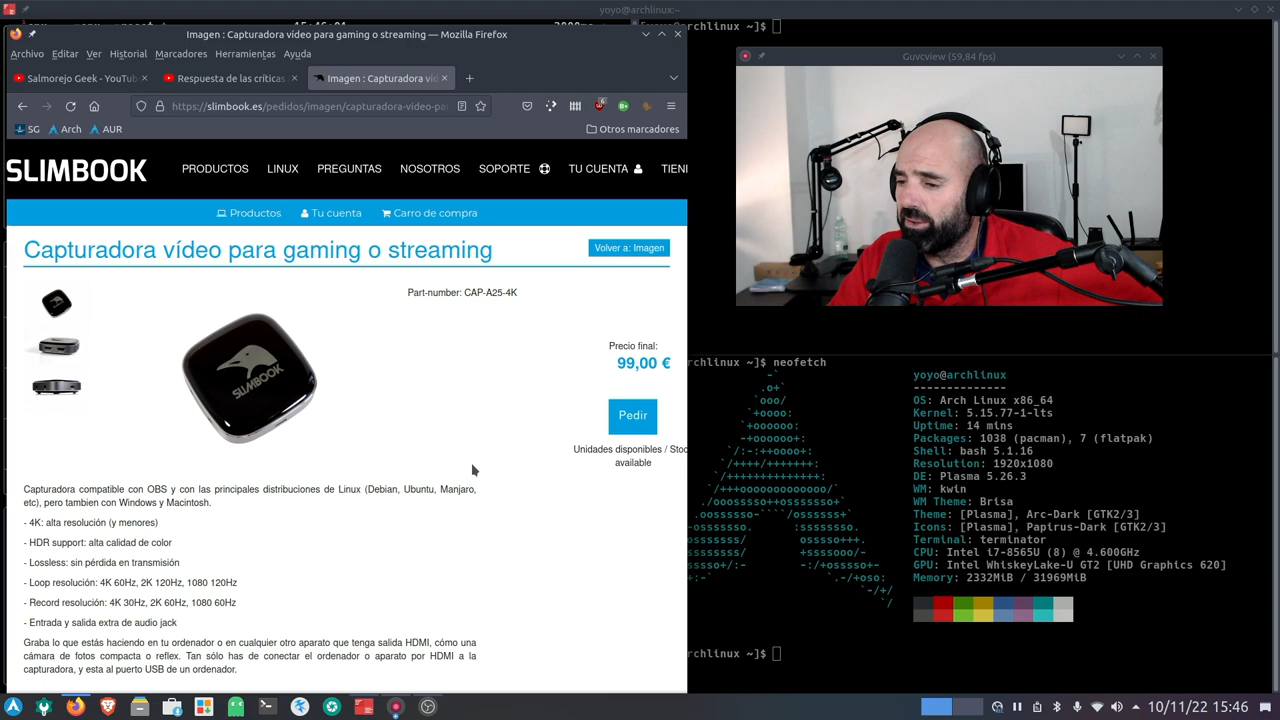 yoyo@archlinux:~
Imagen : Capturadora vídeo para gaming o streaming — Mozilla Firefox
Archivo Editar Ver Historial Marcadores Herramientas Ayuda
Salmorejo Geek - YouTub
Respuesta de las críticas
Imagen : Capturadora víd
https://slimbook.es/pedidos/imagen/capturadora-video-pa
6
SG Arch AUR Otros marcadores
SLIMBOOK PRODUCTOS LINUX PREGUNTAS NOSOTROS SOPORTE TU CUENTA TIEN
Productos Tu cuenta Carro de compra
Capturadora vídeo para gaming o streaming
Volver a: Imagen
Part-number: CAP-A25-4K
SLIMBOOK
Precio final:
99,00 €
Pedir
Unidades disponibles / Stoc
available
Capturadora compatible con OBS y con las principales distribuciones de Linux (Debian, Ubuntu, Manjaro,
etc), pero tambien con Windows y Macintosh.
- 4K: alta resolución (y menores)
- HDR support: alta calidad de color
- Lossless: sin pérdida en transmisión
- Loop resolución: 4K 60Hz, 2K 120Hz, 1080 120Hz
- Record resolución: 4K 30Hz, 2K 60Hz, 1080 60Hz
- Entrada y salida extra de audio jack
Graba lo que estás haciendo en tu ordenador o en cualquier otro aparato que tenga salida HDMI, cómo una
cámara de fotos compacta o reflex. Tan sólo has de conectar el ordenador o aparato por HDMI a la
capturadora, y esta al puerto USB de un ordenador.
rchlinux ~]$
Guvcview (59,84 fps)
rchlinux ~]$ neofetch
yoyo@archlinux
--------------
OS: Arch Linux x86_64
Kernel: 5.15.77-1-lts
Uptime: 14 mins
Packages: 1038 (pacman), 7 (flatpak)
Shell: bash 5.1.16
Resolution: 1920x1080
DE: Plasma 5.26.3
WM: kwin
WM Theme: Brisa
Theme: [Plasma], Arc-Dark [GTK2/3]
Icons: [Plasma], Papirus-Dark [GTK2/3]
Terminal: terminator
CPU: Intel i7-8565U (8) @ 4.600GHz
GPU: Intel WhiskeyLake-U GT2 [UHD Graphics 620]
Memory: 2332MiB / 31969MiB
rchlinux ~]$
10/11/22 15:46